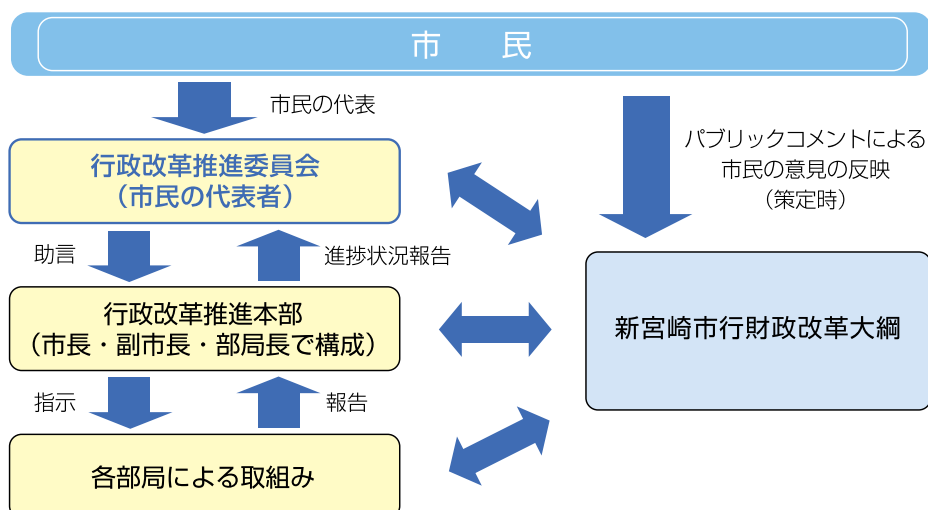 市　　民
市民の代表
行政改革推進委員会
（市民の代表者）
助言
進捗状況報告
行政改革推進本部
（市長・副市長・部局長で構成）
指示
報告
各部局による取組み
パブリックコメントによる
市民の意見の反映
（策定時）
新宮崎市行財政改革大綱